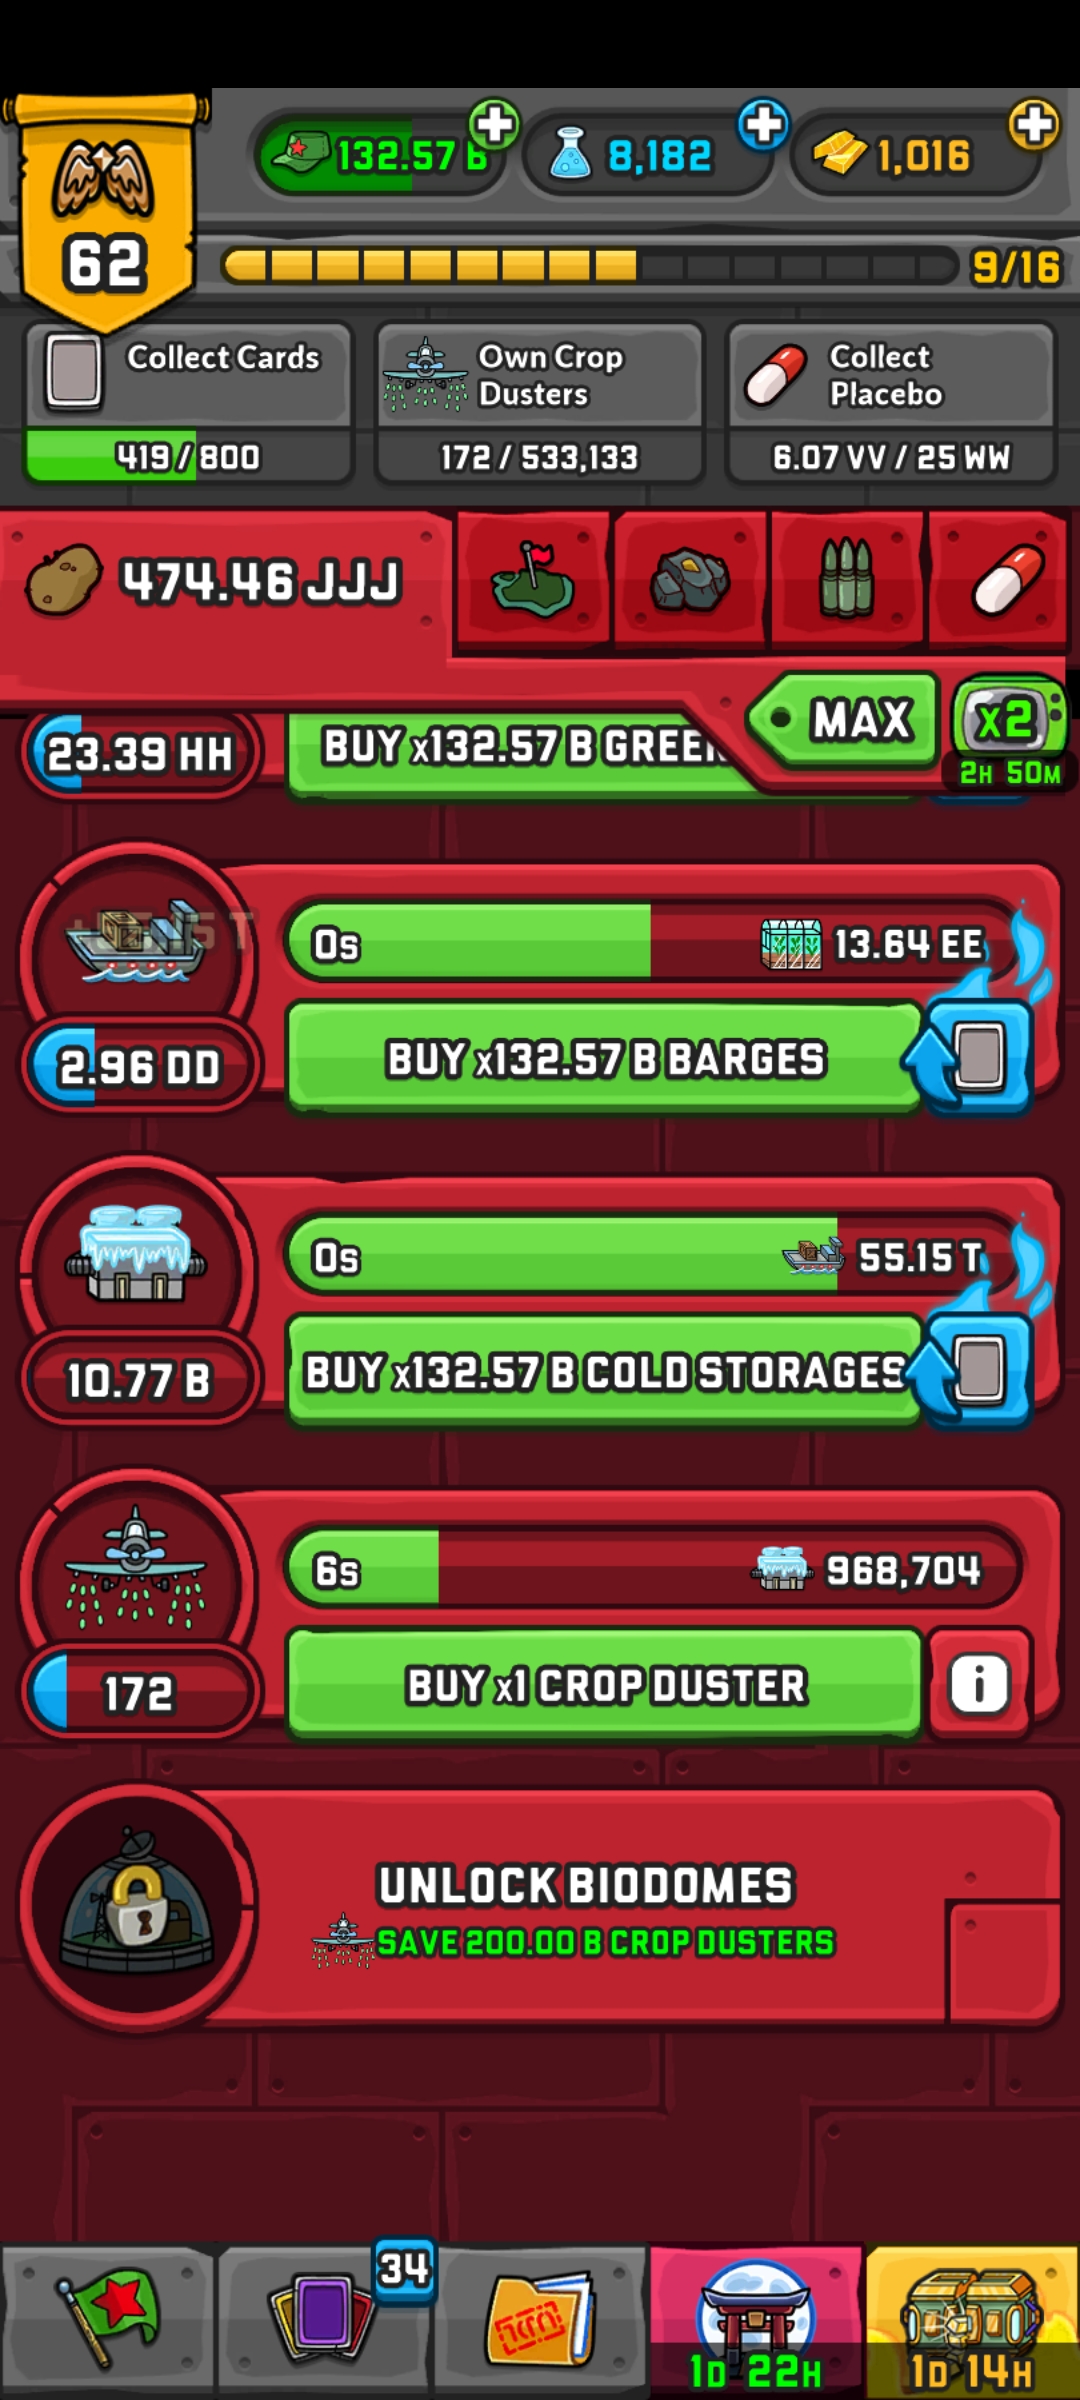 132.57 B
8,182
1,016
62
9/16
Collect Cards
419 / 800
Own Crop
Dusters
172 / 533,133
Collect
Placebo
6.07 VV / 25 WW
474.46 JJJ
MAX
x2
2H 50M
23.39 HH
BUY x132.57 B GREEN
0s
13.64 EE
2.96 DD
BUY x132.57 B BARGES
0s
55.15 T
10.77 B
BUY x132.57 B COLD STORAGES
6s
968,704
172
BUY x1 CROP DUSTER
i
UNLOCK BIODOMES
SAVE 200.00 B CROP DUSTERS
34
1D 22H
1D 14H